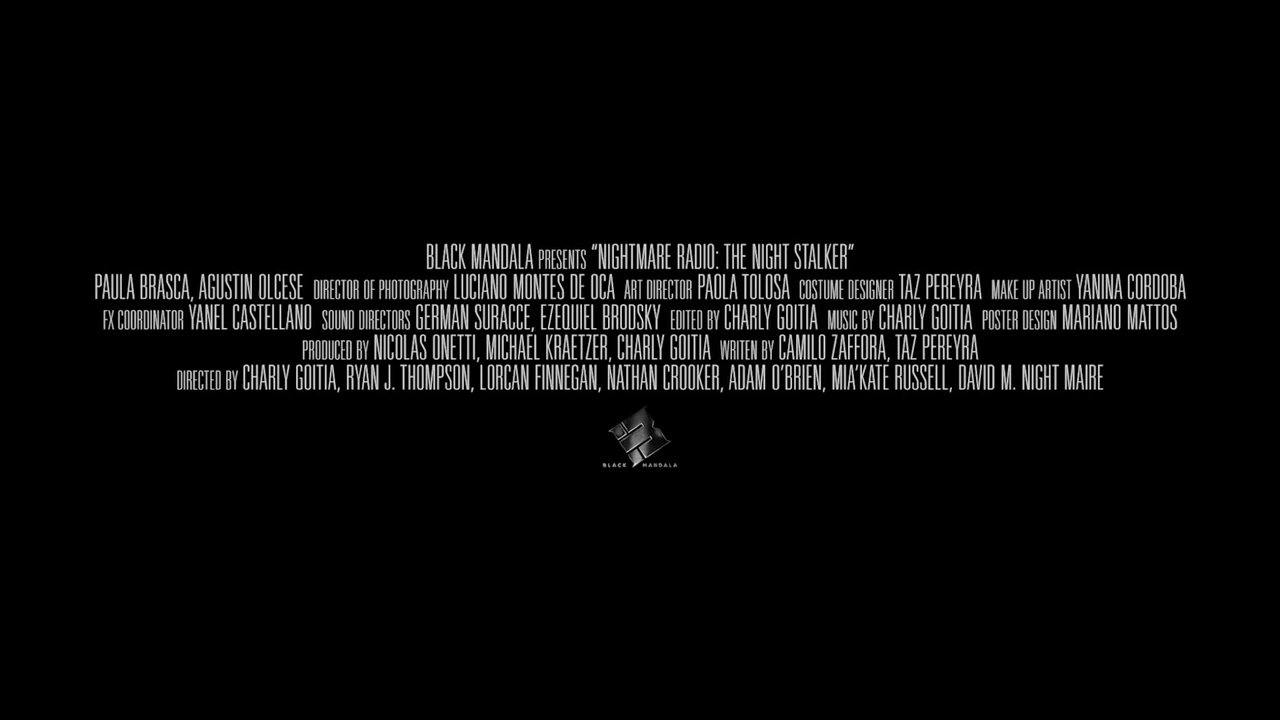 BLACK MANDALA PRESENTS “NIGHTMARE RADIO: THE NIGHT STALKER”
PAULA BRASCA, AGUSTIN OLCESE DIRECTOR OF PHOTOGRAPHY LUCIANO MONTES DE OCA ART DIRECTOR PAOLA TOLOSA COSTUME DESIGNER TAZ PEREYRA MAKE UP ARTIST YANINA CORDOBA
FX COORDINATOR YANEL CASTELLANO SOUND DIRECTORS GERMAN SURACCE, EZEQUIEL BRODSKY EDITED BY CHARLY GOITIA MUSIC BY CHARLY GOITIA POSTER DESIGN MARIANO MATTOS
PRODUCED BY NICOLAS ONETTI, MICHAEL KRAETZER, CHARLY GOITIA WRITEN BY CAMILO ZAFFORA, TAZ PEREYRA
DIRECTED BY CHARLY GOITIA, RYAN J. THOMPSON, LORCAN FINNEGAN, NATHAN CROOKER, ADAM O’BRIEN, MIA’KATE RUSSELL, DAVID M. NIGHT MAIRE
BLACK MANDALA